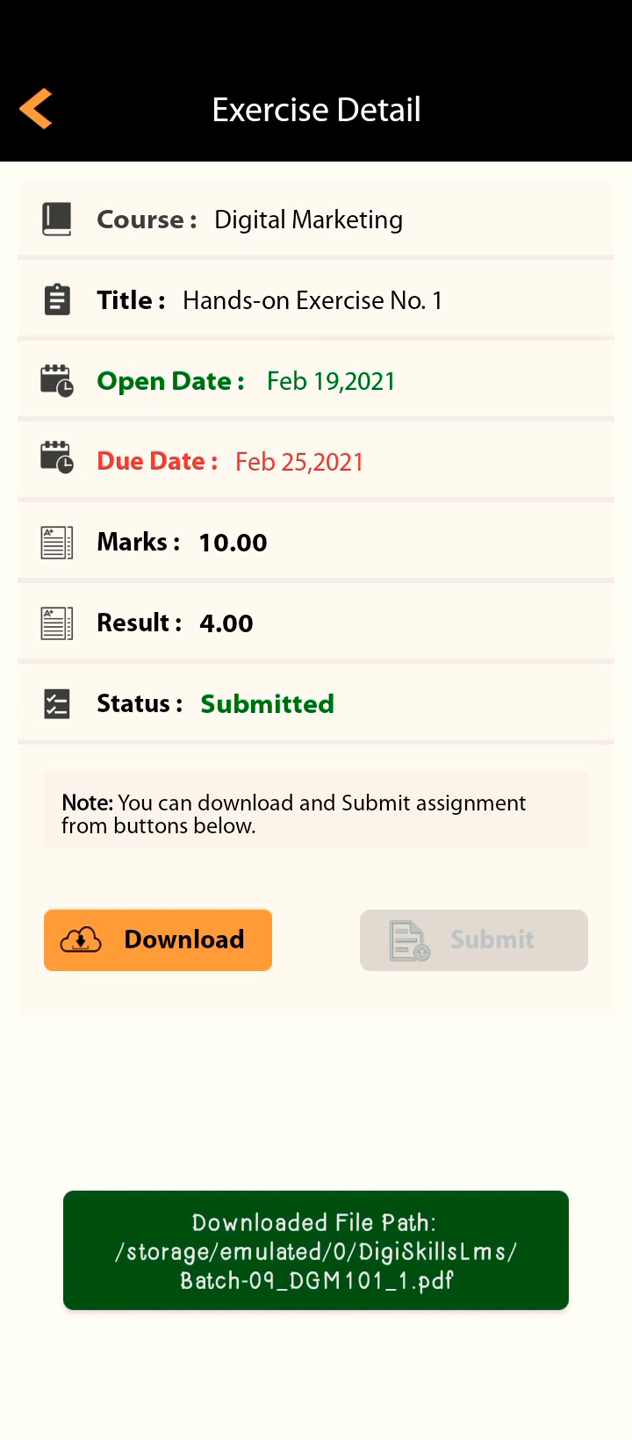 Exercise Detail
Course : Digital Marketing
Title : Hands-on Exercise No. 1
Open Date : Feb 19,2021
Due Date : Feb 25,2021
Marks : 10.00
Result : 4.00
Status : Submitted
Note: You can download and Submit assignment
from buttons below.
Download Submit
Downloaded File Path:
/storage/emulated/0/DigiSkillsLms/
Batch-09_DGM101_1.pdf